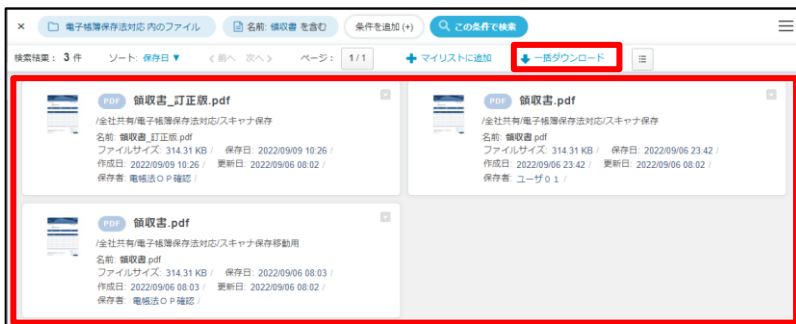 × 電子帳簿保存法対応 内のファイル 名前: 領収書 を含む 条件を追加 (+) この条件で検索
検索結果： 3 件 ソート: 保存日 ▼ < 前へ 次へ > ページ： 1 / 1 マイリストに追加 一括ダウンロード
PDF 領収書_訂正版.pdf
/全社共有/電子帳簿保存法対応/スキャナ保存
名前: 領収書_訂正版.pdf
ファイルサイズ: 314.31 KB / 保存日: 2022/09/09 10:26 /
作成日: 2022/09/09 10:26 / 更新日: 2022/09/06 08:02 /
保存者: 電帳法ＯＰ確認 /
PDF 領収書.pdf
/全社共有/電子帳簿保存法対応/スキャナ保存
名前: 領収書.pdf
ファイルサイズ: 314.31 KB / 保存日: 2022/09/06 23:42 /
作成日: 2022/09/06 23:42 / 更新日: 2022/09/06 08:02 /
保存者: ユーザ０１ /
PDF 領収書.pdf
/全社共有/電子帳簿保存法対応/スキャナ保存移動用
名前: 領収書.pdf
ファイルサイズ: 314.31 KB / 保存日: 2022/09/06 08:03 /
作成日: 2022/09/06 08:03 / 更新日: 2022/09/06 08:02 /
保存者: 電帳法ＯＰ確認 /